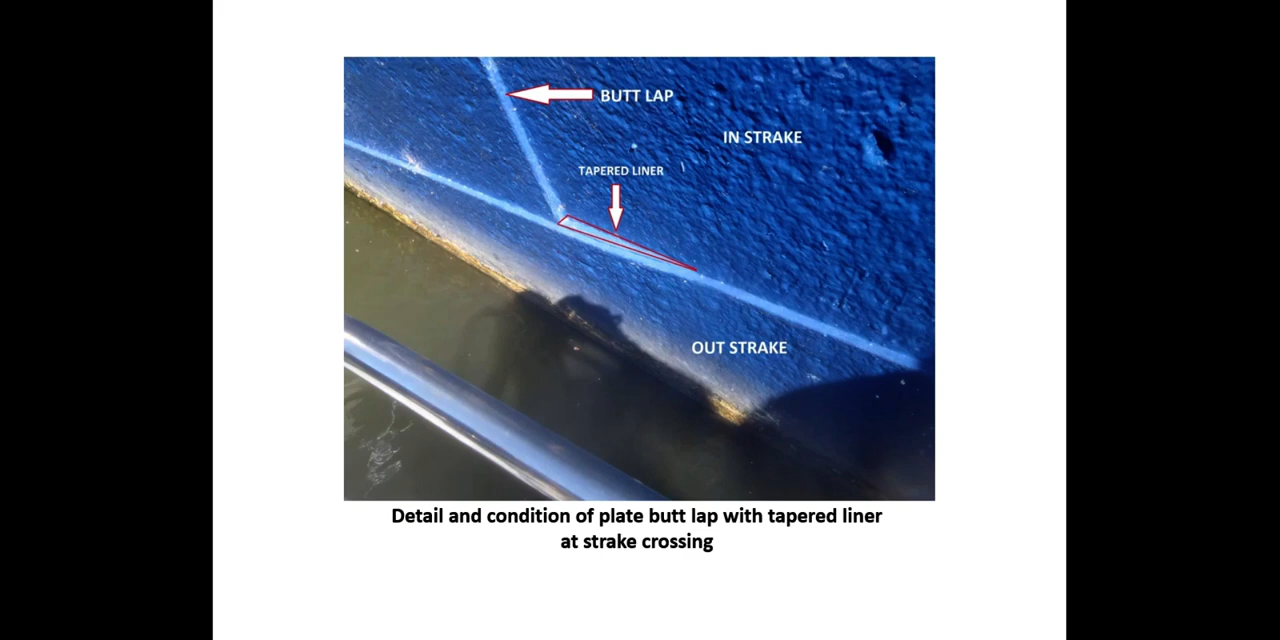 BUTT LAP
IN STRAKE
TAPERED LINER
OUT STRAKE
Detail and condition of plate butt lap with tapered liner
at strake crossing